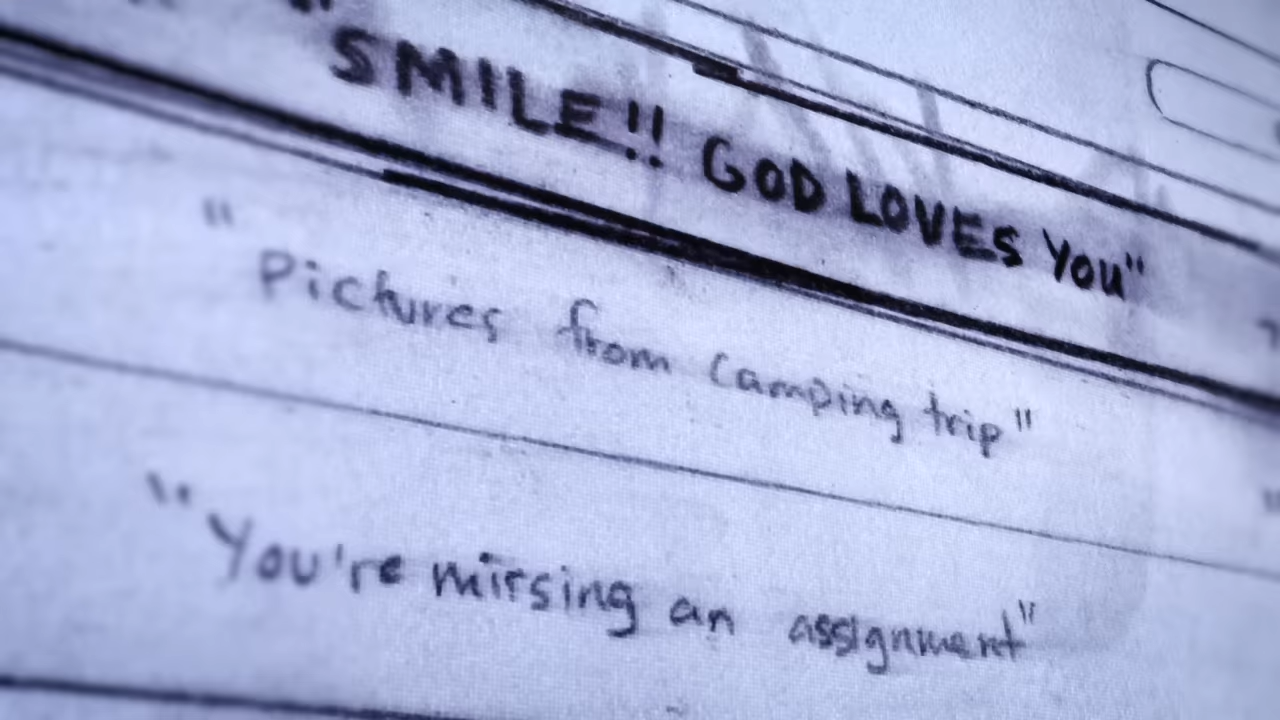 "SMILE!! GOD LOVES You"
"Pictures from camping trip"
"You're missing an assignment"